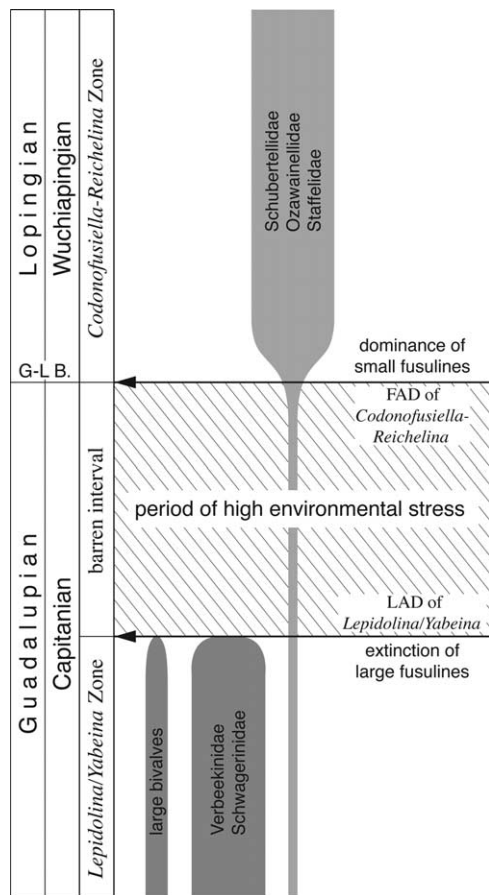 Lopingian
Wuchiapingian
Codonofusiella-Reichelina Zone
Schubertellidae
Ozawainellidae
Staffelidae
dominance of
small fusulines
G-L B.
FAD of
Codonofusiella-
Reichelina
Guadalupian
Capitanian
barren interval
period of high environmental stress
LAD of
Lepidolina/Yabeina
extinction of
large fusulines
Lepidolina/Yabeina Zone
large bivalves
Verbeekinidae
Schwagerinidae